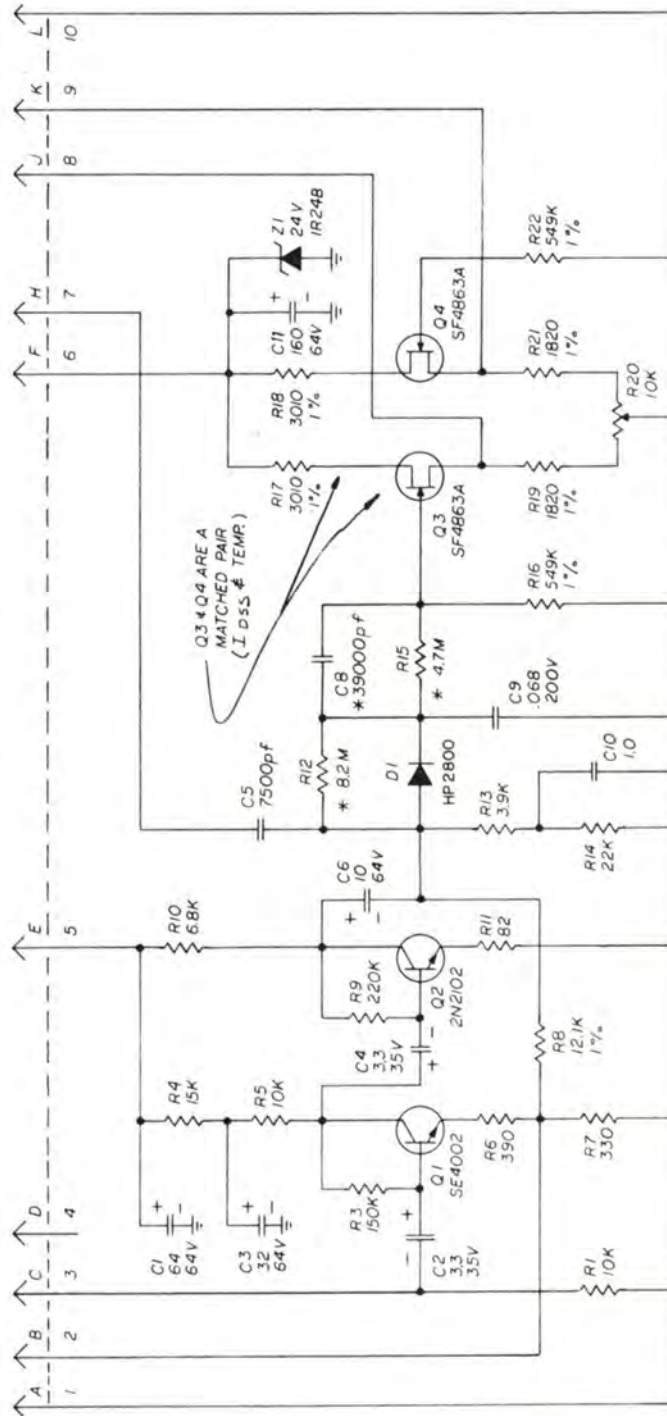 A B C D E F H J K L
1 2 3 4 5 6 7 8 9 10
C1
64
64V
+
-
C3
32
64V
+
-
R4
15K
R5
10K
R10
6.8K
R3
150K
C2
3.3
35V
-
+
Q1
SE4002
R6
390
R7
330
R1
10K
C4
3.3
35V
+
-
R9
220K
Q2
2N2102
R11
82
R8
12.1K
1%
C6
10
64V
+
-
C5
7500pf
R12
* 8.2M
D1
HP2800
R13
3.9K
R14
22K
C10
1.0
C8
*39000pf
R15
* 4.7M
C9
.068
200V
R16
549K
1%
Q3 & Q4 ARE A
MATCHED PAIR
(I DSS & TEMP.)
R17
3010
1%
R18
3010
1%
C11
160
64V
+
-
Z1
24V
1R24B
Q3
SF4863A
Q4
SF4863A
R19
1820
1%
R21
1820
1%
R20
10K
R22
549K
1%